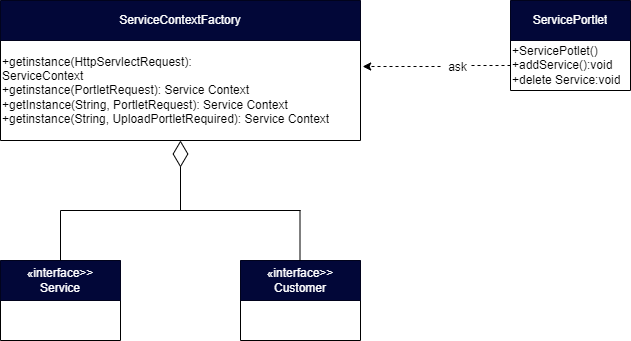 ServiceContextFactory
+getinstance(HttpServlectRequest):
ServiceContext
+getinstance(PortletRequest): Service Context
+getInstance(String, PortletRequest): Service Context
+getinstance(String, UploadPortletRequired): Service Context
ask
ServicePortlet
+ServicePotlet()
+addService():void
+delete Service:void
«interface>>
Service
«interface>>
Customer